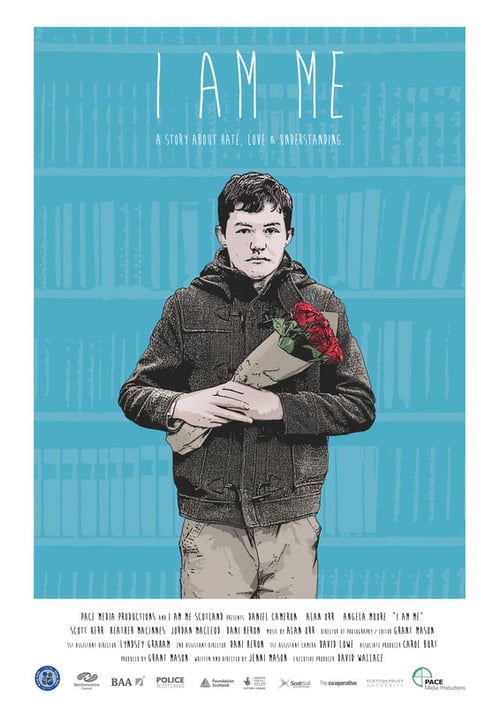 I AM ME
A STORY ABOUT HATE, LOVE & UNDERSTANDING.
PACE MEDIA PRODUCTIONS AND I AM ME SCOTLAND PRESENTS DANIEL CAMERON ALAN ORR ANGELA MOORE "I AM ME"
SCOTT KERR HEATHER MACINNES JORDAN MACLEOD DANI HERON MUSIC BY ALAN ORR DIRECTOR OF PHOTOGRAPHY / EDITOR GRANT MASON
1ST ASSISTANT DIRECTOR LYNDSEY GRAHAM 2ND ASSISTANT DIRECTOR DANI HERON 1ST ASSISTANT CAMERA DAVID LOWE ASSOCIATE PRODUCER CAROL BURT
PRODUCED BY GRANT MASON WRITTEN AND DIRECTED BY JENNI MASON EXECUTIVE PRODUCER DAVID WALLACE
Renfrewshire Council BAA POLICE SCOTLAND Foundation Scotland LOTTERY FUNDED ScotRail The co-operative SCOTTISH POLICE AUTHORITY PACE Media Productions